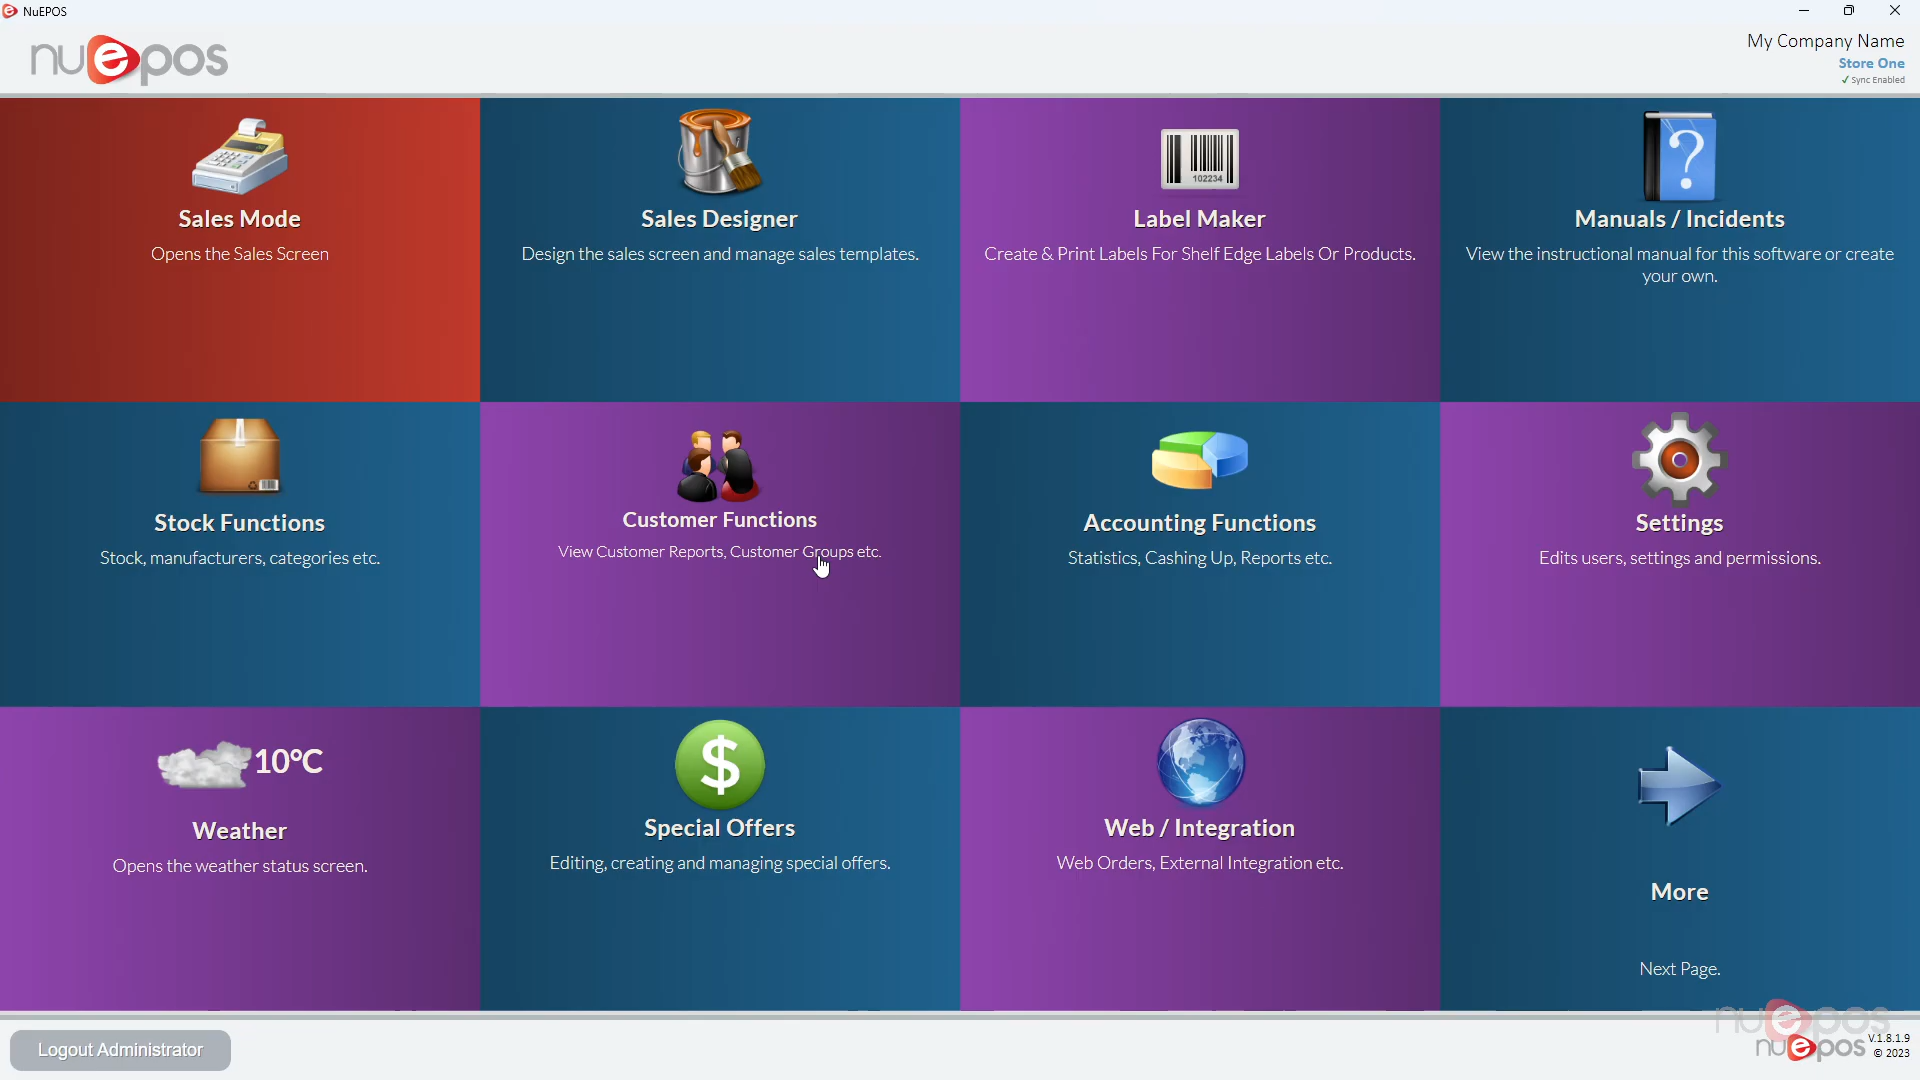 NuEPOS
nuepos
My Company Name
Store One
✓ Sync Enabled
Sales Mode
Opens the Sales Screen
Sales Designer
Design the sales screen and manage sales templates.
102234
Label Maker
Create & Print Labels For Shelf Edge Labels Or Products.
?
Manuals / Incidents
View the instructional manual for this software or create
your own.
Stock Functions
Stock, manufacturers, categories etc.
Customer Functions
View Customer Reports, Customer Groups etc.
Accounting Functions
Statistics, Cashing Up, Reports etc.
Settings
Edits users, settings and permissions.
10°C
Weather
Opens the weather status screen.
$
Special Offers
Editing, creating and managing special offers.
Web / Integration
Web Orders, External Integration etc.
More
Next Page.
Logout Administrator
nuepos
nuepos
V.1.8.1.9
© 2023